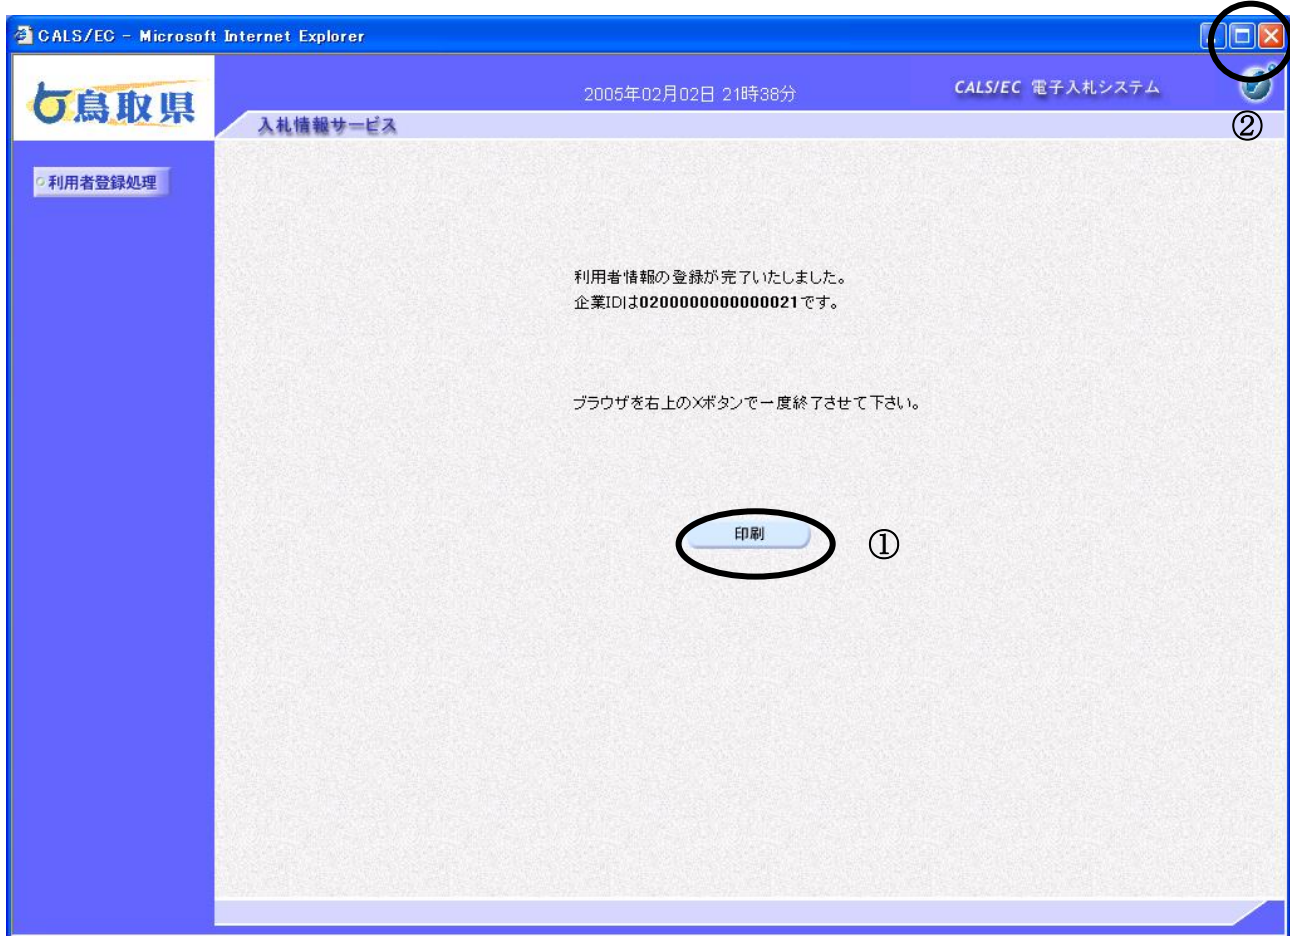 CALS/EC - Microsoft Internet Explorer
鳥取県
2005年02月02日 21時38分
CALS/EC 電子入札システム
②
入札情報サービス
利用者登録処理
利用者情報の登録が完了いたしました。
企業IDは0200000000000021です。
ブラウザを右上の×ボタンで一度終了させて下さい。
印刷
①